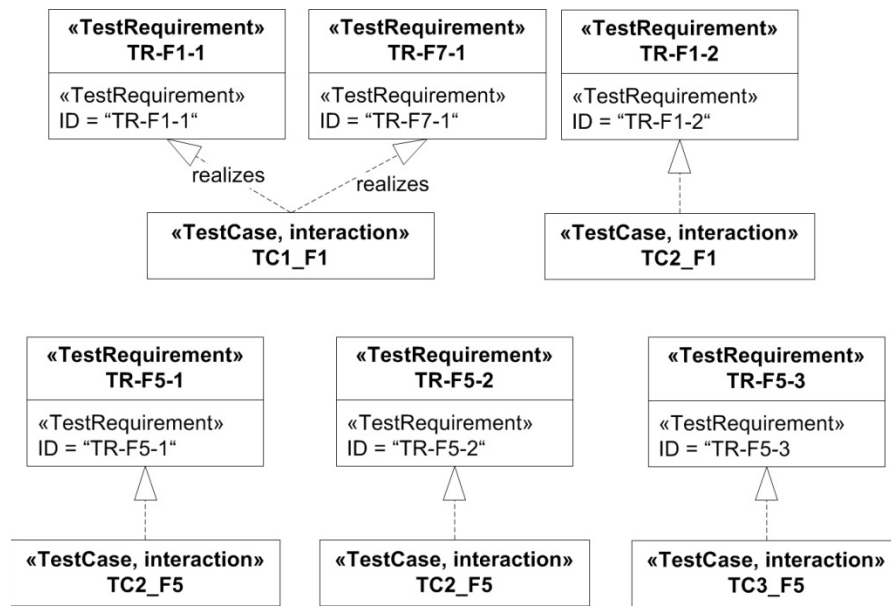 «TestRequirement»
TR-F1-1
«TestRequirement»
ID = “TR-F1-1“
«TestRequirement»
TR-F7-1
«TestRequirement»
ID = “TR-F7-1“
«TestRequirement»
TR-F1-2
«TestRequirement»
ID = “TR-F1-2“
realizes
realizes
«TestCase, interaction»
TC1_F1
«TestCase, interaction»
TC2_F1
«TestRequirement»
TR-F5-1
«TestRequirement»
ID = “TR-F5-1“
«TestRequirement»
TR-F5-2
«TestRequirement»
ID = “TR-F5-2“
«TestRequirement»
TR-F5-3
«TestRequirement»
ID = “TR-F5-3
«TestCase, interaction»
TC2_F5
«TestCase, interaction»
TC2_F5
«TestCase, interaction»
TC3_F5